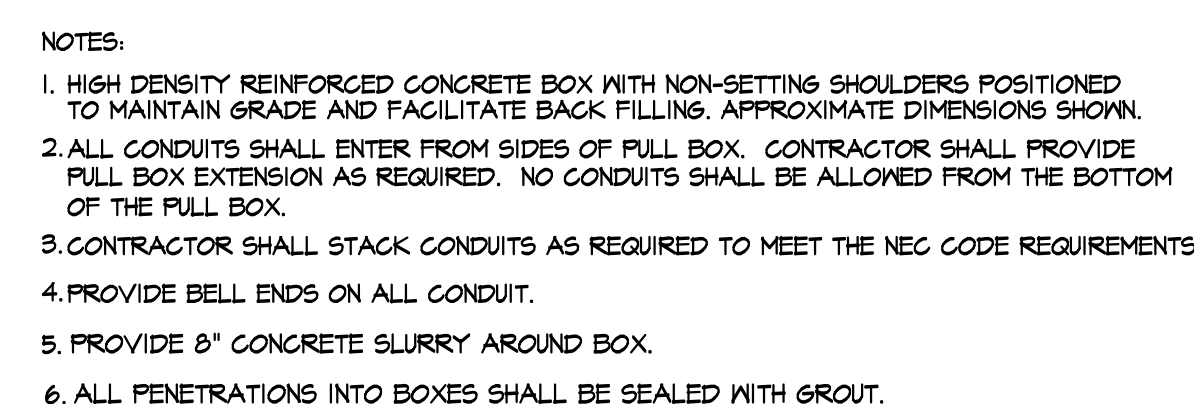 NOTES:
1. HIGH DENSITY REINFORCED CONCRETE BOX WITH NON-SETTING SHOULDERS POSITIONED
TO MAINTAIN GRADE AND FACILITATE BACK FILLING. APPROXIMATE DIMENSIONS SHOWN.
2. ALL CONDUITS SHALL ENTER FROM SIDES OF PULL BOX. CONTRACTOR SHALL PROVIDE
PULL BOX EXTENSION AS REQUIRED. NO CONDUITS SHALL BE ALLOWED FROM THE BOTTOM
OF THE PULL BOX.
3. CONTRACTOR SHALL STACK CONDUITS AS REQUIRED TO MEET THE NEC CODE REQUIREMENTS
4. PROVIDE BELL ENDS ON ALL CONDUIT.
5. PROVIDE 8" CONCRETE SLURRY AROUND BOX.
6. ALL PENETRATIONS INTO BOXES SHALL BE SEALED WITH GROUT.